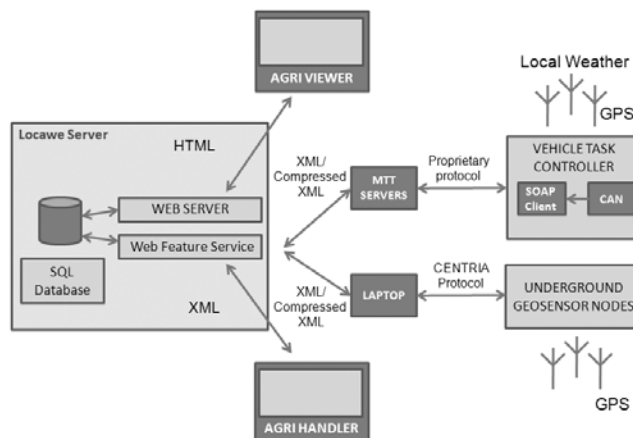 AGRI VIEWER
Locawe Server
HTML
WEB SERVER
Web Feature Service
SQL
Database
XML
XML/
Compressed
XML
MTT
SERVERS
Proprietary
protocol
Local Weather
GPS
VEHICLE TASK
CONTROLLER
SOAP
Client
CAN
XML/
Compressed
XML
LAPTOP
CENTRIA
Protocol
UNDERGROUND
GEOSENSOR NODES
GPS
AGRI HANDLER